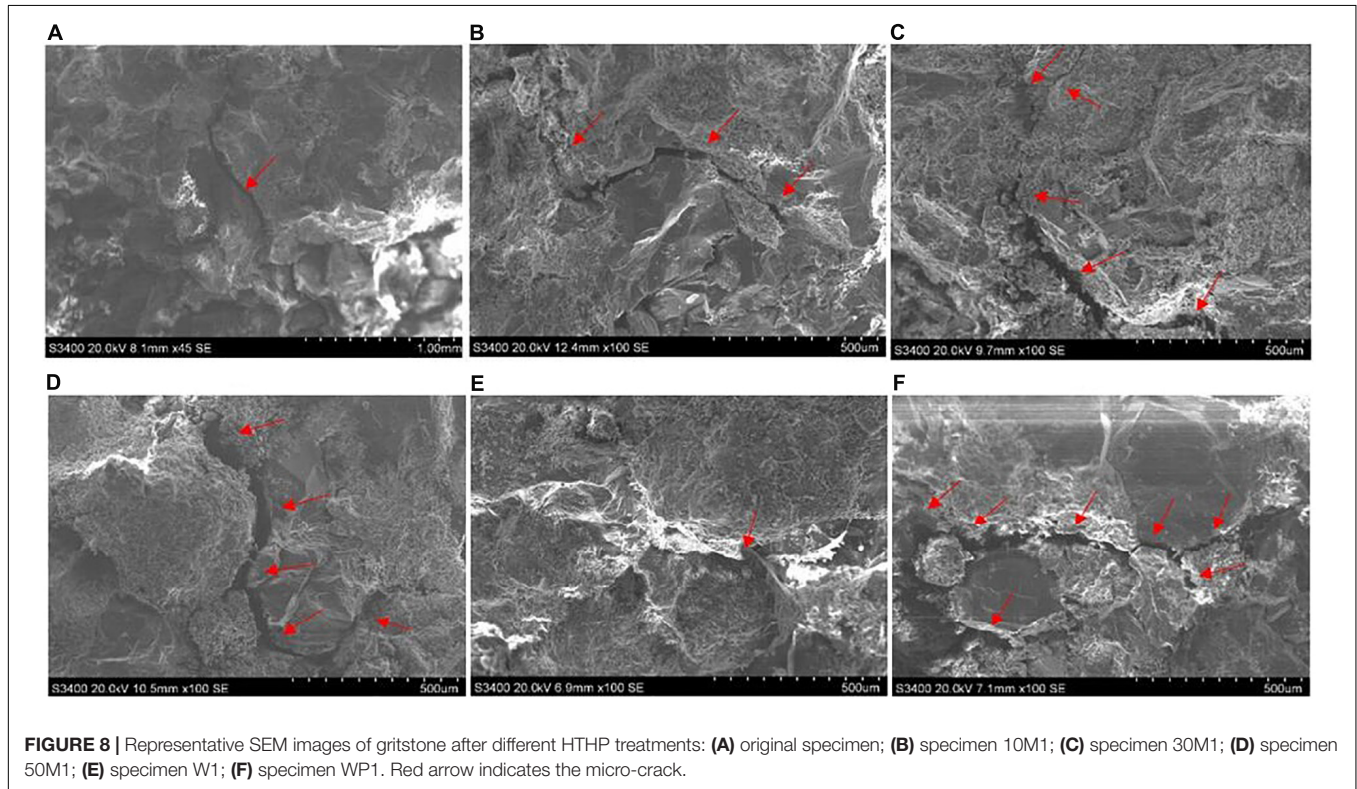 A
B
C
S3400 20.0kV 8.1mm x45 SE 1.00mm
S3400 20.0kV 12.4mm x100 SE 500um
S3400 20.0kV 9.7mm x100 SE 500um
D
E
F
S3400 20.0kV 10.5mm x100 SE 500um
S3400 20.0kV 6.9mm x100 SE 500um
S3400 20.0kV 7.1mm x100 SE 500um
FIGURE 8 | Representative SEM images of gritstone after different HTHP treatments: (A) original specimen; (B) specimen 10M1; (C) specimen 30M1; (D) specimen
50M1; (E) specimen W1; (F) specimen WP1. Red arrow indicates the micro-crack.